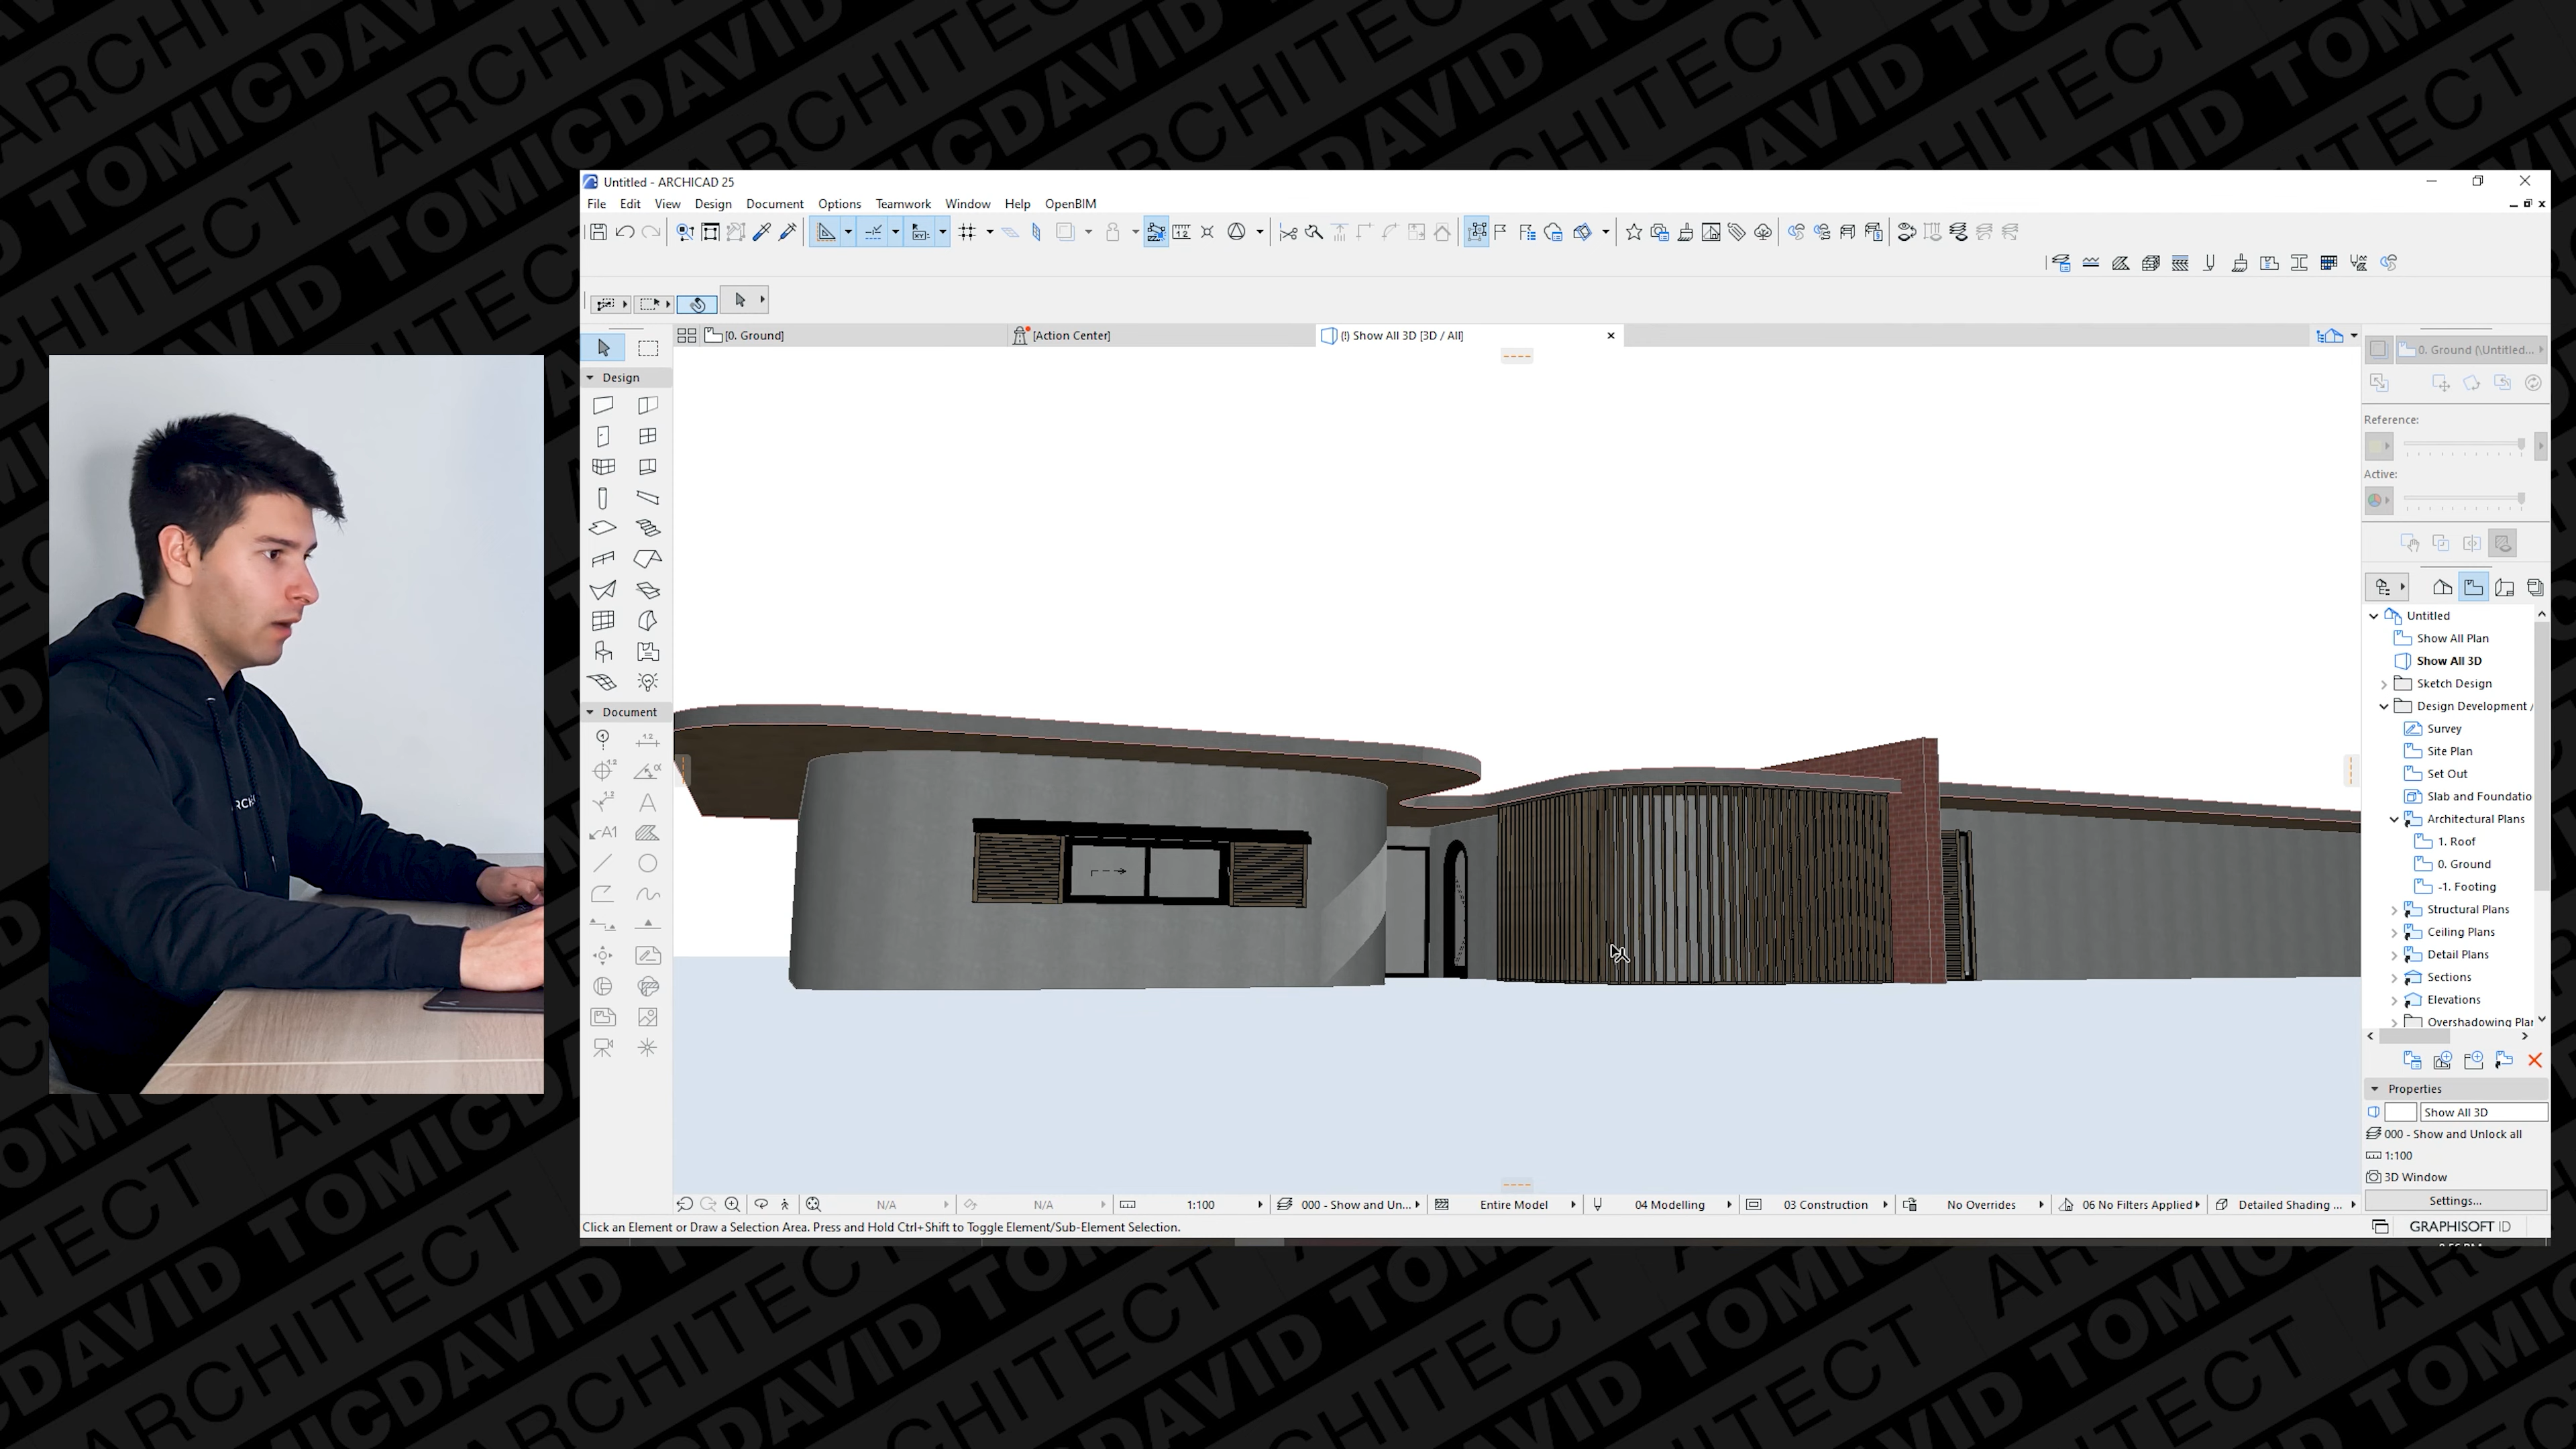 ARCHITECT
DAVID TOMIC
Untitled - ARCHICAD 25
File Edit View Design Document Options Teamwork Window Help OpenBIM
[0. Ground]
[Action Center]
(!) Show All 3D [3D / All]
Design
Document
0. Ground (\Untitled...
Reference:
Active:
Untitled
Show All Plan
Show All 3D
Sketch Design
Design Development /
Survey
Site Plan
Set Out
Slab and Foundatio
Architectural Plans
1. Roof
0. Ground
-1. Footing
Structural Plans
Ceiling Plans
Detail Plans
Sections
Elevations
Overshadowing Plar
Properties
Show All 3D
000 - Show and Unlock all
1:100
3D Window
Settings...
N/A N/A 1:100 000 - Show and Un... Entire Model 04 Modelling 03 Construction No Overrides 06 No Filters Applied Detailed Shading ...
Click an Element or Draw a Selection Area. Press and Hold Ctrl+Shift to Toggle Element/Sub-Element Selection.
GRAPHISOFT ID